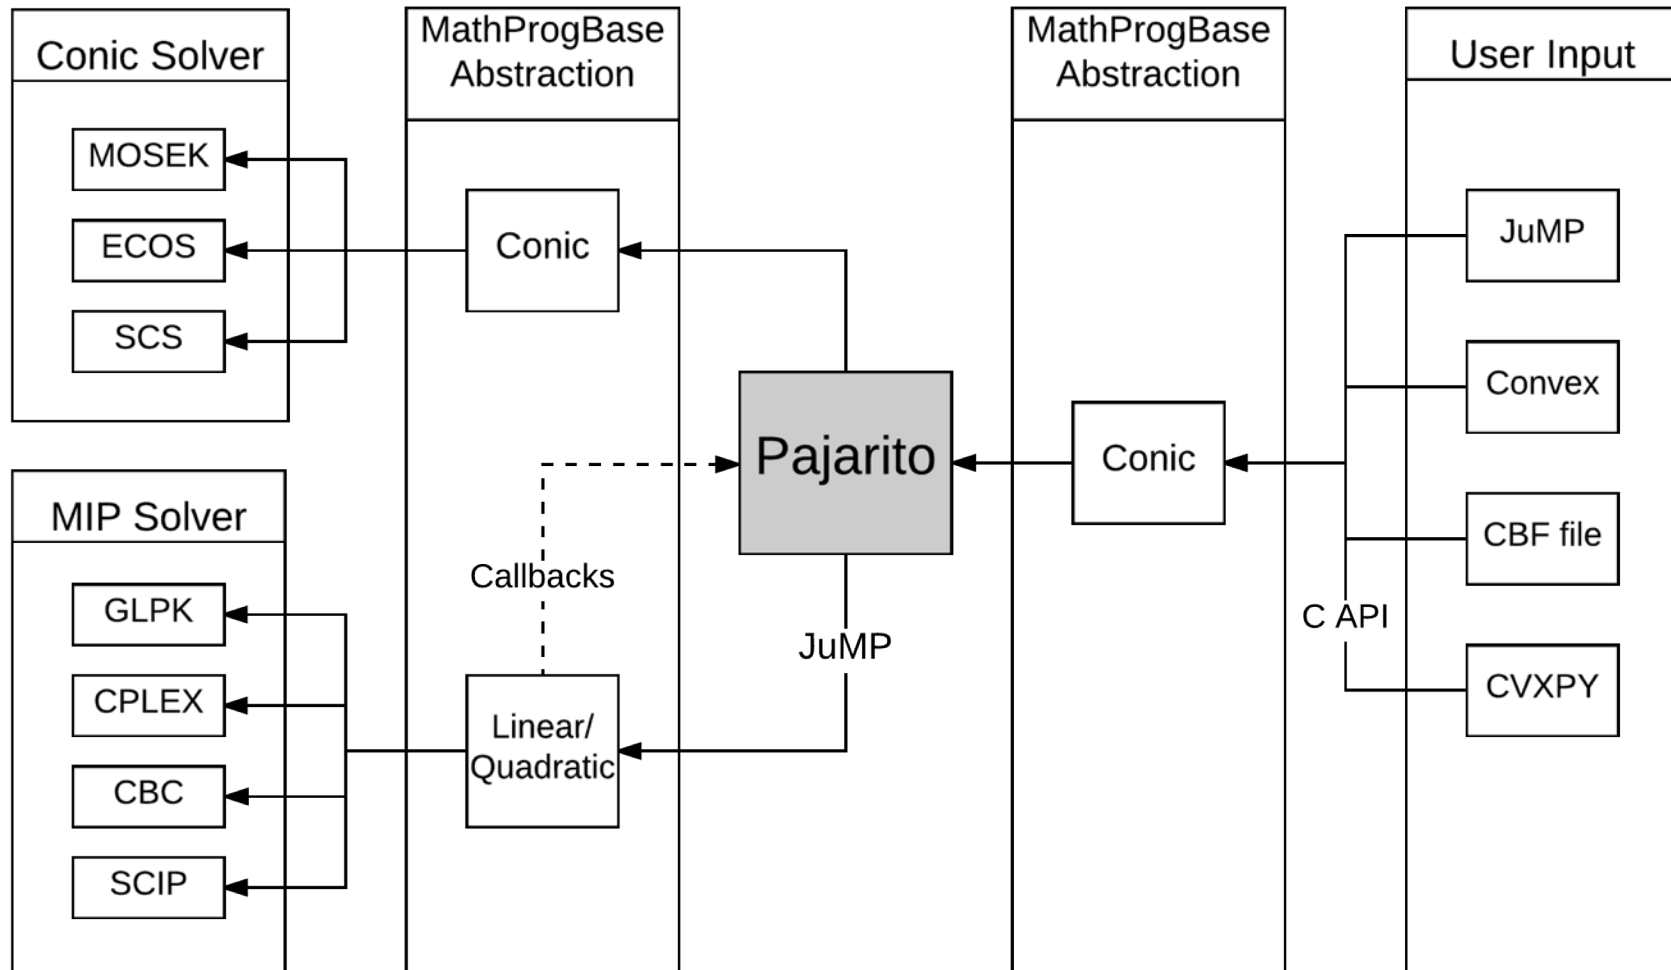 Conic Solver
MOSEK
ECOS
SCS
MIP Solver
GLPK
CPLEX
CBC
SCIP
MathProgBase
Abstraction
Conic
Callbacks
Linear/
Quadratic
Pajarito
JuMP
MathProgBase
Abstraction
Conic
C API
User Input
JuMP
Convex
CBF file
CVXPY